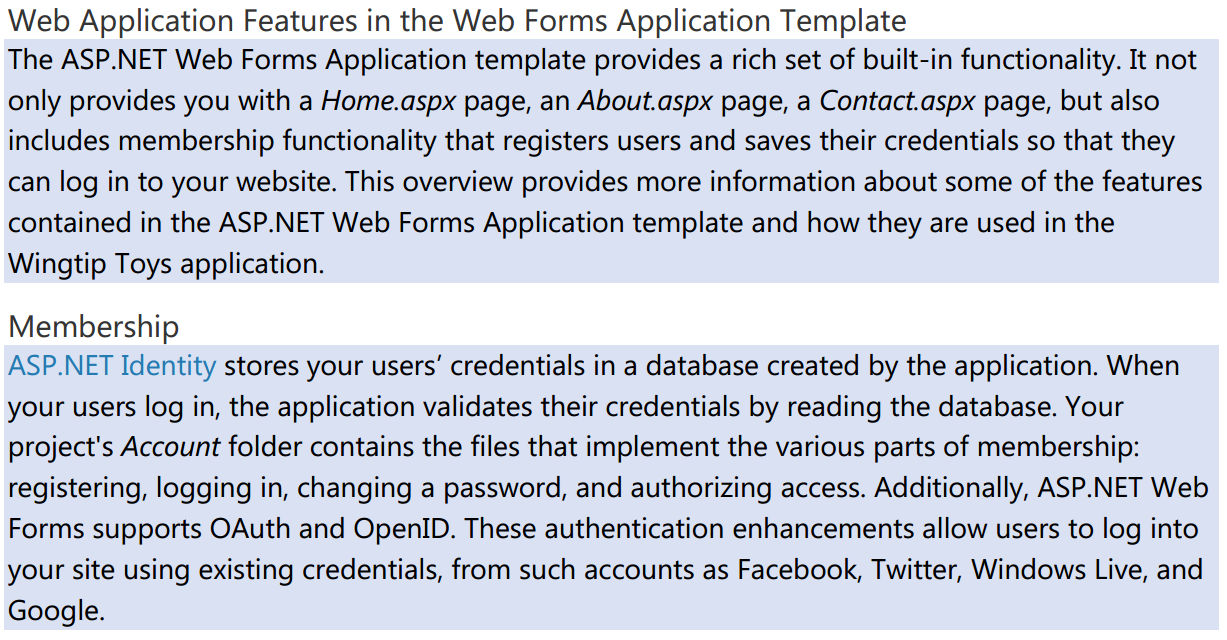 Web Application Features in the Web Forms Application Template
The ASP.NET Web Forms Application template provides a rich set of built-in functionality. It not
only provides you with a Home.aspx page, an About.aspx page, a Contact.aspx page, but also
includes membership functionality that registers users and saves their credentials so that they
can log in to your website. This overview provides more information about some of the features
contained in the ASP.NET Web Forms Application template and how they are used in the
Wingtip Toys application.
Membership
ASP.NET Identity stores your users’ credentials in a database created by the application. When
your users log in, the application validates their credentials by reading the database. Your
project's Account folder contains the files that implement the various parts of membership:
registering, logging in, changing a password, and authorizing access. Additionally, ASP.NET Web
Forms supports OAuth and OpenID. These authentication enhancements allow users to log into
your site using existing credentials, from such accounts as Facebook, Twitter, Windows Live, and
Google.